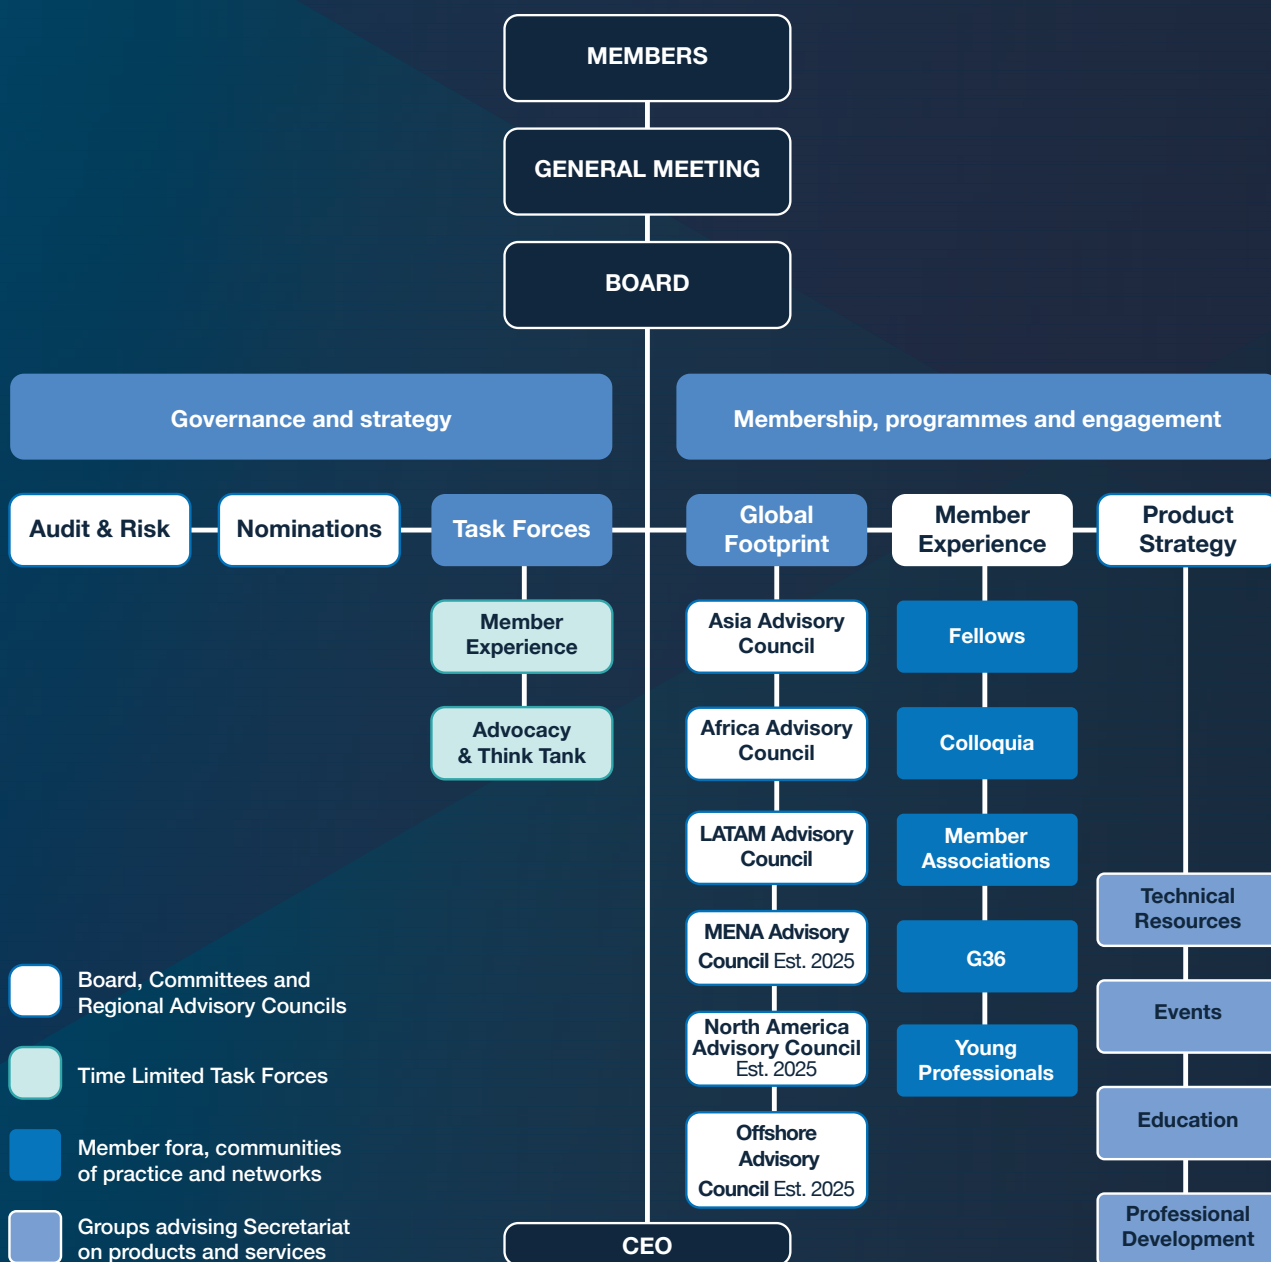 MEMBERS
GENERAL MEETING
BOARD
Governance and strategy
Membership, programmes and engagement
Audit & Risk
Nominations
Task Forces
Global
Footprint
Member
Experience
Product
Strategy
Member
Experience
Advocacy
& Think Tank
Asia Advisory
Council
Africa Advisory
Council
LATAM Advisory
Council
MENA Advisory
Council Est. 2025
North America
Advisory Council
Est. 2025
Offshore
Advisory
Council Est. 2025
Fellows
Colloquia
Member
Associations
G36
Young
Professionals
Technical
Resources
Events
Education
Professional
Development
CEO
Board, Committees and
Regional Advisory Councils
Time Limited Task Forces
Member fora, communities
of practice and networks
Groups advising Secretariat
on products and services